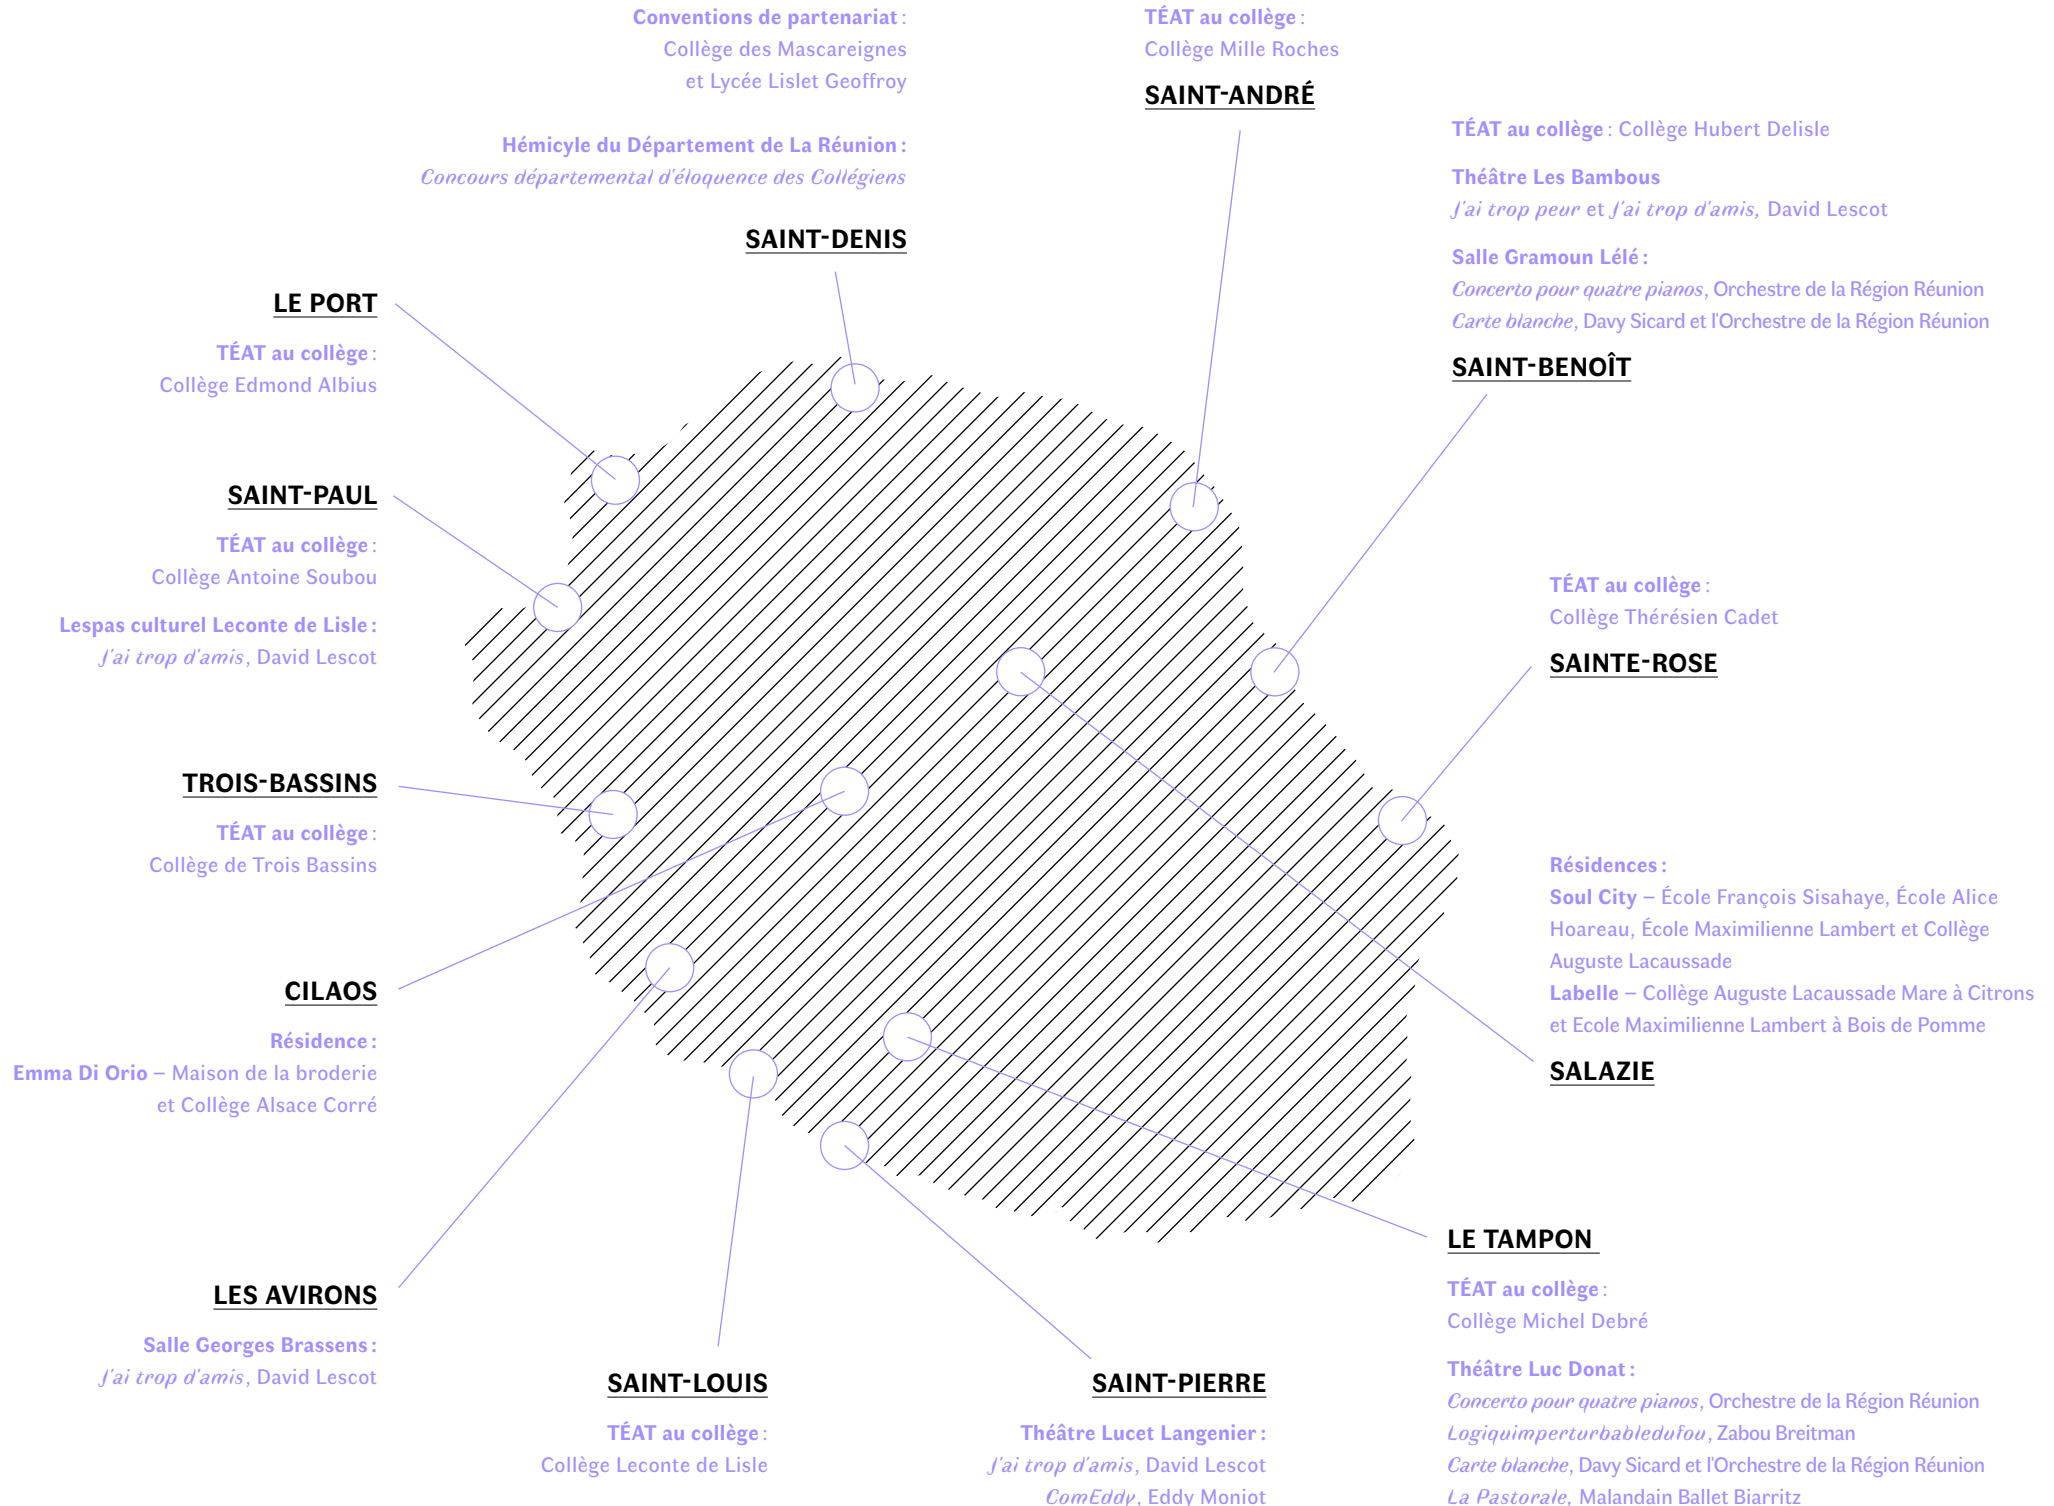 Conventions de partenariat :
Collège des Mascareignes
et Lycée Lislet Geoffroy
Hémicyle du Département de La Réunion :
Concours départemental d'éloquence des Collégiens
SAINT-DENIS
TÉAT au collège :
Collège Mille Roches
SAINT-ANDRÉ
TÉAT au collège : Collège Hubert Delisle
Théâtre Les Bambous
J'ai trop peur et J'ai trop d'amis, David Lescot
Salle Gramoun Lélé :
Concerto pour quatre pianos, Orchestre de la Région Réunion
Carte blanche, Davy Sicard et l'Orchestre de la Région Réunion
SAINT-BENOÎT
LE PORT
TÉAT au collège :
Collège Edmond Albius
SAINT-PAUL
TÉAT au collège :
Collège Antoine Soubou
Lespas culturel Leconte de Lisle :
J'ai trop d'amis, David Lescot
TÉAT au collège :
Collège Thérésien Cadet
SAINTE-ROSE
TROIS-BASSINS
TÉAT au collège :
Collège de Trois Bassins
Résidences :
Soul City – École François Sisahaye, École Alice
Hoareau, École Maximilienne Lambert et Collège
Auguste Lacaussade
Labelle – Collège Auguste Lacaussade Mare à Citrons
et Ecole Maximilienne Lambert à Bois de Pomme
SALAZIE
CILAOS
Résidence :
Emma Di Orio – Maison de la broderie
et Collège Alsace Corré
LES AVIRONS
Salle Georges Brassens :
J'ai trop d'amis, David Lescot
SAINT-LOUIS
TÉAT au collège :
Collège Leconte de Lisle
SAINT-PIERRE
Théâtre Lucet Langenier :
J'ai trop d'amis, David Lescot
ComEddy, Eddy Moniot
LE TAMPON
TÉAT au collège :
Collège Michel Debré
Théâtre Luc Donat :
Concerto pour quatre pianos, Orchestre de la Région Réunion
Logiquimperturbabledufou, Zabou Breitman
Carte blanche, Davy Sicard et l'Orchestre de la Région Réunion
La Pastorale, Malandain Ballet Biarritz